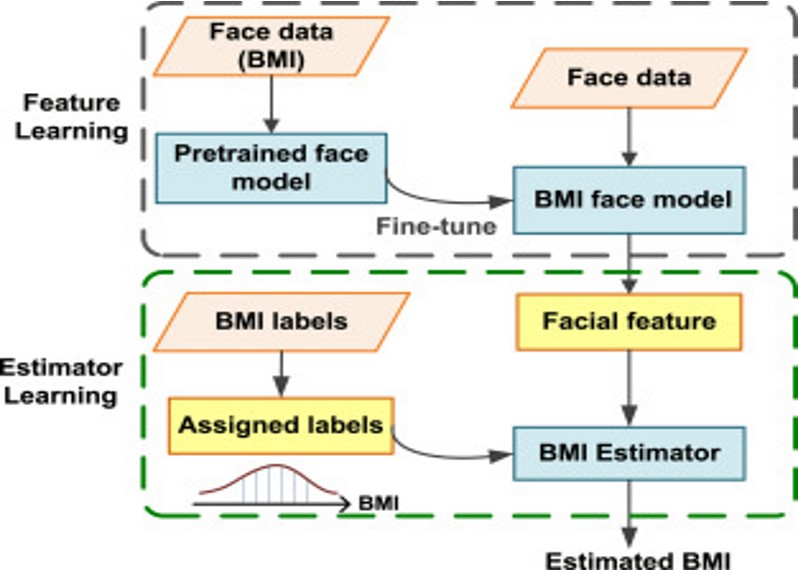 Face data
(BMI)
Face data
Feature
Learning
Pretrained face
model
BMI face model
Fine-tune
BMI labels
Facial feature
Estimator
Learning
Assigned labels
BMI Estimator
BMI
Estimated BMI